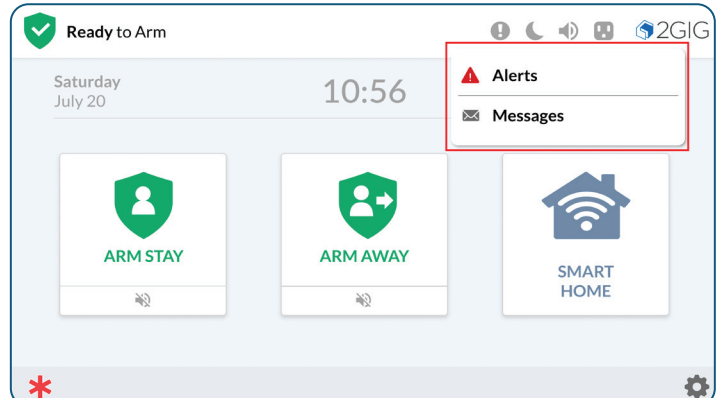 Ready to Arm
2GIG
Saturday
July 20
10:56
Alerts
Messages
ARM STAY
ARM AWAY
SMART
HOME